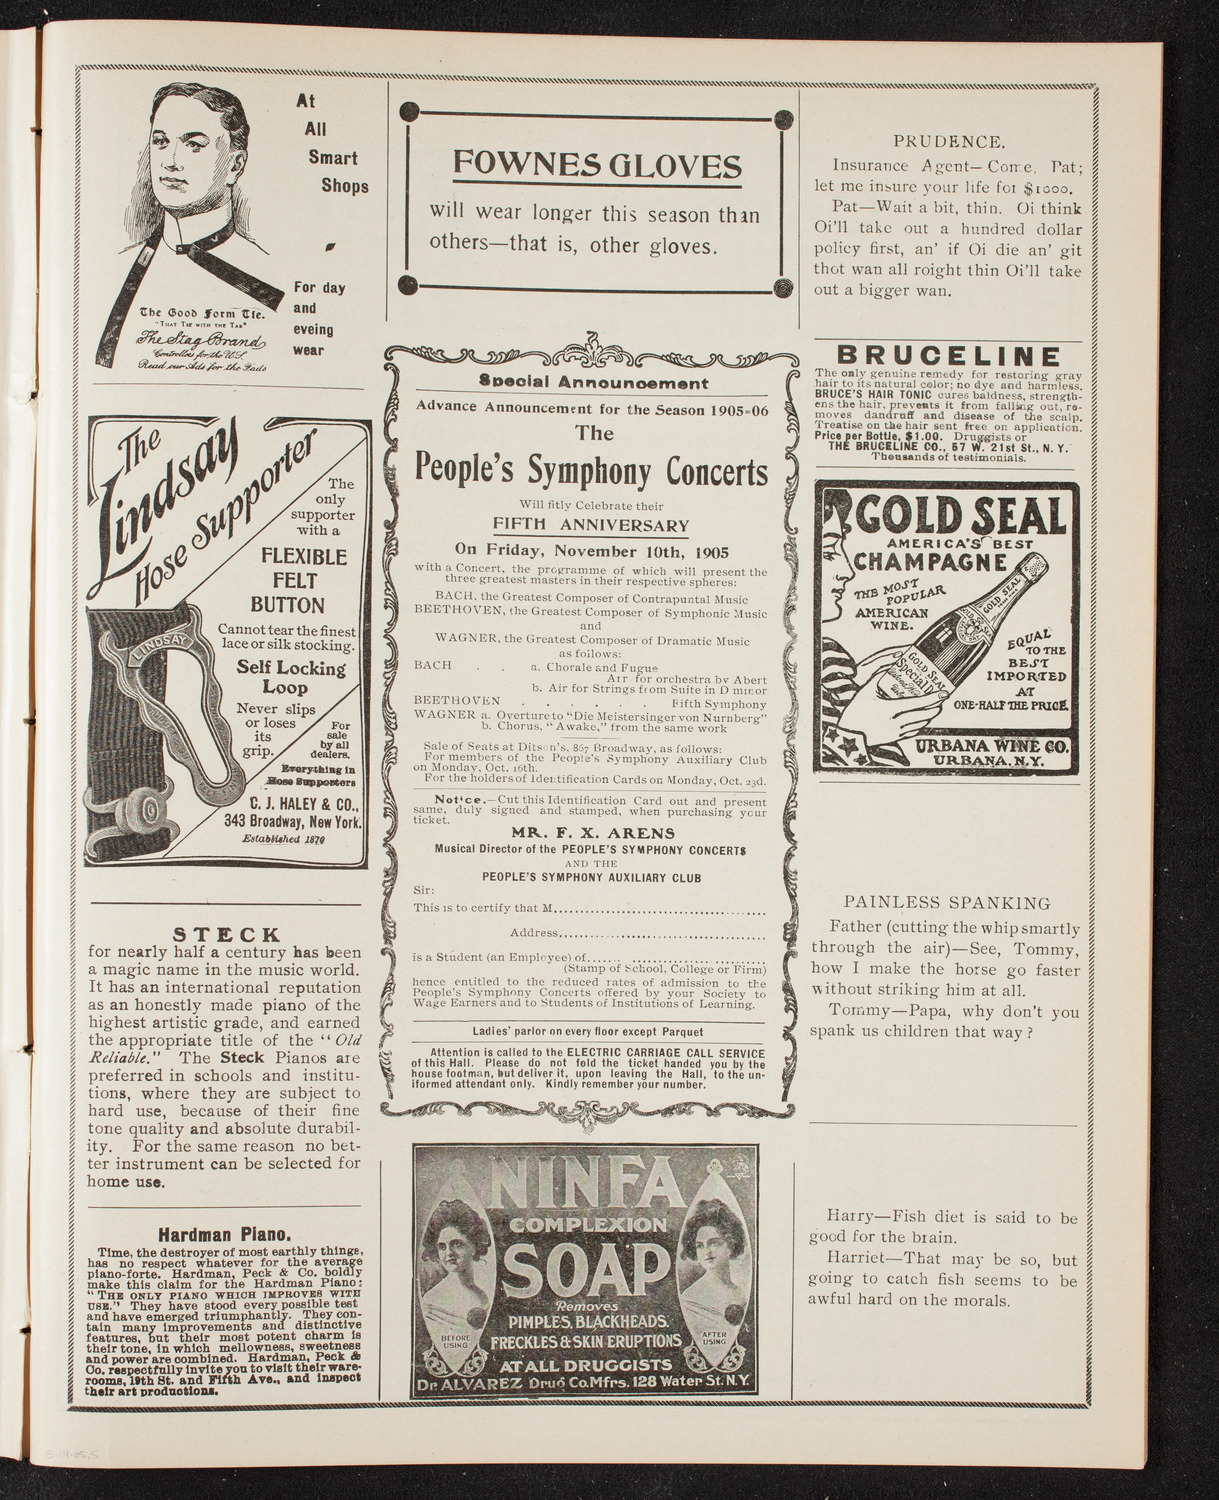 At
All
Smart
Shops
For day
and
eveing
wear
The Good Form Tie.
"THAT TIE WITH THE TAB"
The Stag Brand
Controllers for the U.S.
Read our Ads for the Fads
The
Lindsay
Hose Supporter
The
only
supporter
with a
FLEXIBLE
FELT
BUTTON
Cannot tear the finest
lace or silk stocking.
Self Locking
Loop
Never slips
or loses
its
grip.
For
sale
by all
dealers.
Everything in
Hose Supporters
C. J. HALEY & CO.,
343 Broadway, New York.
Established 1870
LINDSAY
STECK
for nearly half a century has been
a magic name in the music world.
It has an international reputation
as an honestly made piano of the
highest artistic grade, and earned
the appropriate title of the "Old
Reliable." The Steck Pianos are
preferred in schools and institu-
tions, where they are subject to
hard use, because of their fine
tone quality and absolute durabil-
ity. For the same reason no bet-
ter instrument can be selected for
home use.
Hardman Piano.
Time, the destroyer of most earthly things,
has no respect whatever for the average
piano-forte. Hardman, Peck & Co. boldly
make this claim for the Hardman Piano:
"THE ONLY PIANO WHICH IMPROVES WITH
USE." They have stood every possible test
and have emerged triumphantly. They con-
tain many improvements and distinctive
features, but their most potent charm is
their tone, in which mellowness, sweetness
and power are combined. Hardman, Peck &
Co. respectfully invite you to visit their ware-
rooms, 19th St. and Fifth Ave., and inspect
their art productions.
FOWNES GLOVES
will wear longer this season than
others—that is, other gloves.
Special Announcement
Advance Announcement for the Season 1905-06
The
People's Symphony Concerts
Will fitly Celebrate their
FIFTH ANNIVERSARY
On Friday, November 10th, 1905
with a Concert, the programme of which will present the
three greatest masters in their respective spheres:
BACH, the Greatest Composer of Contrapuntal Music
BEETHOVEN, the Greatest Composer of Symphonic Music
and
WAGNER, the Greatest Composer of Dramatic Music
as follows:
BACH . . a. Chorale and Fugue
Arr for orchestra by Abert
b. Air for Strings from Suite in D minor
BEETHOVEN . . . . . . Fifth Symphony
WAGNER a. Overture to "Die Meistersinger von Nurnberg"
b. Chorus, "Awake," from the same work
Sale of Seats at Ditson's, 867 Broadway, as follows:
For members of the People's Symphony Auxiliary Club
on Monday, Oct. 16th.
For the holders of Identification Cards on Monday, Oct. 23d.
Notice.—Cut this Identification Card out and present
same, duly signed and stamped, when purchasing your
ticket.
MR. F. X. ARENS
Musical Director of the PEOPLE'S SYMPHONY CONCERTS
AND THE
PEOPLE'S SYMPHONY AUXILIARY CLUB
Sir:
This is to certify that M.......................................
Address......................................
is a Student (an Employee) of...... ........................
(Stamp of School, College or Firm)
hence entitled to the reduced rates of admission to the
People's Symphony Concerts offered by your Society to
Wage Earners and to Students of Institutions of Learning.
Ladies' parlor on every floor except Parquet
Attention is called to the ELECTRIC CARRIAGE CALL SERVICE
of this Hall. Please do not fold the ticket handed you by the
house footman, but deliver it, upon leaving the Hall, to the un-
iformed attendant only. Kindly remember your number.
NINFA
COMPLEXION
SOAP
Removes
PIMPLES, BLACKHEADS.
FRECKLES & SKIN ERUPTIONS
BEFORE
USING
AFTER
USING
AT ALL DRUGGISTS
Dr. ALVAREZ Drug Co. Mfrs. 128 Water St. N.Y.
PRUDENCE.
Insurance Agent—Come, Pat;
let me insure your life for $1000.
Pat—Wait a bit, thin. Oi think
Oi'll take out a hundred dollar
policy first, an' if Oi die an' git
thot wan all roight thin Oi'll take
out a bigger wan.
BRUCELINE
The only genuine remedy for restoring gray
hair to its natural color; no dye and harmless.
BRUCE'S HAIR TONIC cures baldness, strength-
ens the hair, prevents it from falling out, re-
moves dandruff and disease of the scalp.
Treatise on the hair sent free on application.
Price per Bottle, $1.00. Druggists or
THE BRUCELINE CO., 57 W. 21st St., N. Y.
Thousands of testimonials.
GOLD SEAL
AMERICA'S BEST
CHAMPAGNE
THE MOST
POPULAR
AMERICAN
WINE.
GOLD SEAL
GOLD SEAL
Special Dry
EQUAL
TO THE
BEST
IMPORTED
AT
ONE-HALF THE PRICE.
URBANA WINE CO.
URBANA, N.Y.
PAINLESS SPANKING
Father (cutting the whip smartly
through the air)—See, Tommy,
how I make the horse go faster
without striking him at all.
Tommy—Papa, why don't you
spank us children that way?
Harry—Fish diet is said to be
good for the brain.
Harriet—That may be so, but
going to catch fish seems to be
awful hard on the morals.
5-14-05.5